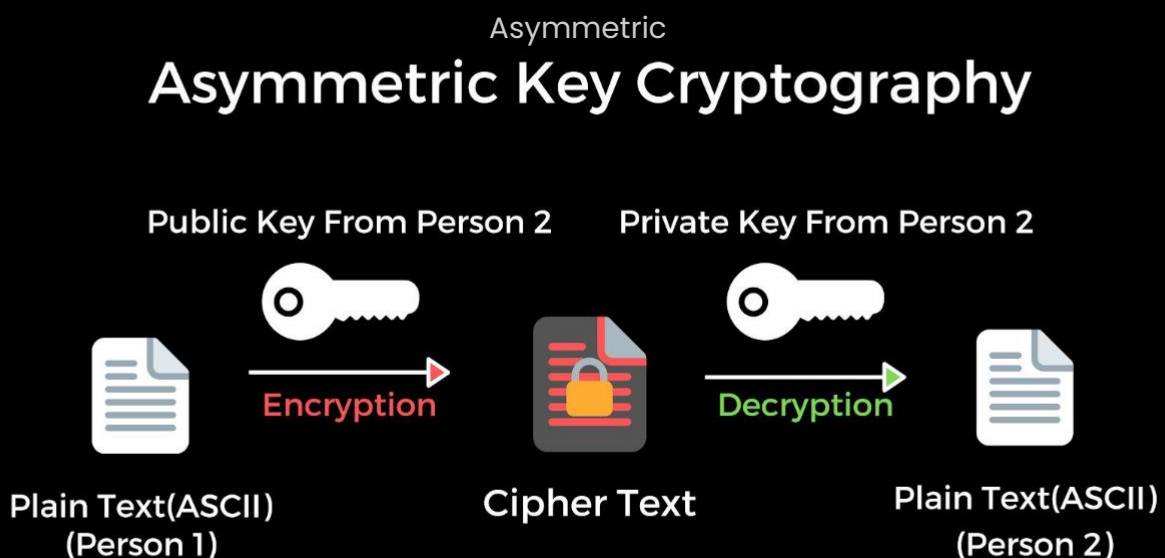 Asymmetric
Asymmetric Key Cryptography
Public Key From Person 2
Private Key From Person 2
Encryption
Decryption
Plain Text(ASCII)
(Person 1)
Cipher Text
Plain Text(ASCII)
(Person 2)